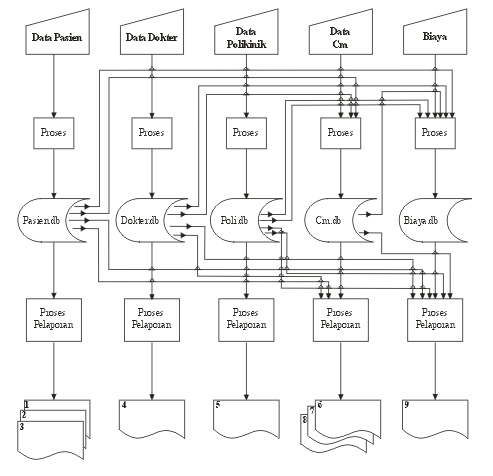 Data Pasien
Data Dokter
Data
Polikinik
Data
Cm
Biaya
Proses
Proses
Proses
Proses
Proses
Pasien.db
Dokter.db
Poli.db
Cm.db
Biaya.db
Proses
Pelaporan
Proses
Pelaporan
Proses
Pelaporan
Proses
Pelaporan
Proses
Pelaporan
1
2
3
4
5
6
7
8
9